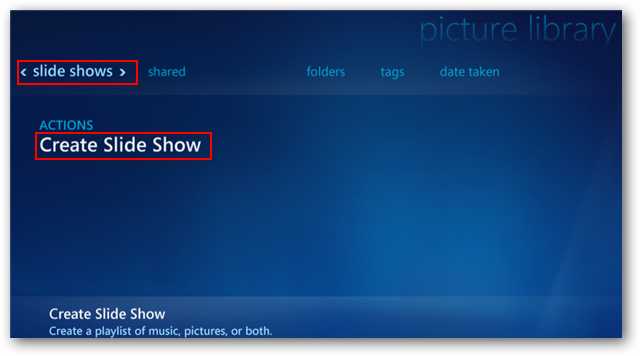 picture library
‹ slide shows › shared folders tags date taken
ACTIONS
Create Slide Show
Create Slide Show
Create a playlist of music, pictures, or both.